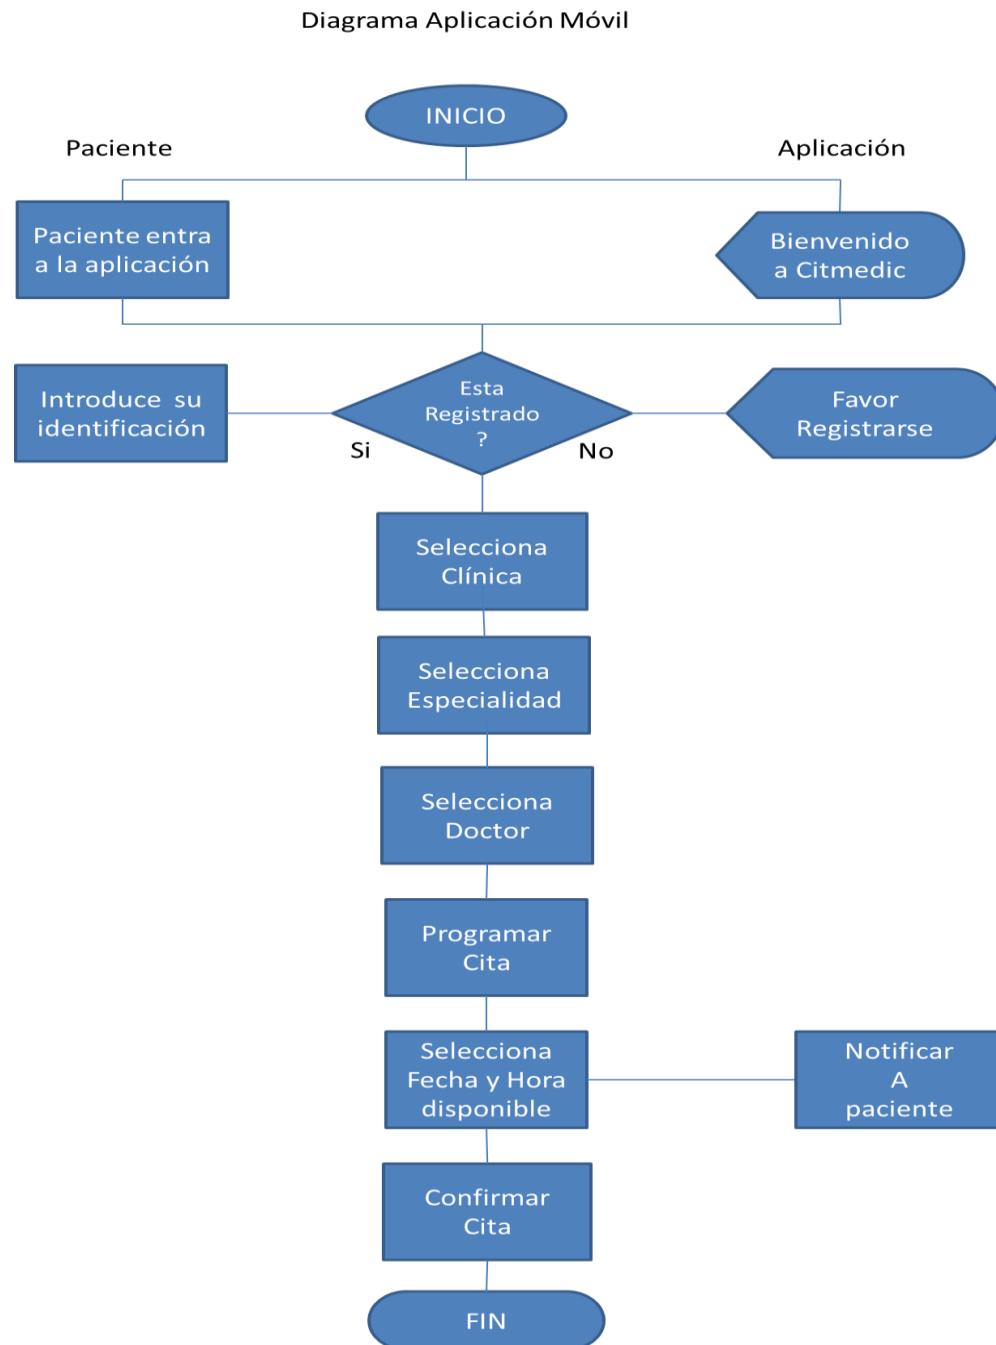 Diagrama Aplicación Móvil
INICIO
Paciente
Aplicación
Paciente entra
a la aplicación
Bienvenido
a Citmedic
Introduce su
identificación
Esta
Registrado
?
Si
No
Favor
Registrarse
Selecciona
Clínica
Selecciona
Especialidad
Selecciona
Doctor
Programar
Cita
Selecciona
Fecha y Hora
disponible
Notificar
A
paciente
Confirmar
Cita
FIN